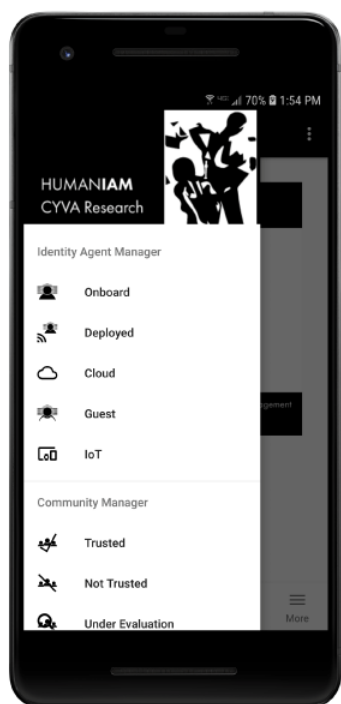 70% 1:54 PM
HUMANIAM
CYVA Research
Identity Agent Manager
Onboard
Deployed
Cloud
Guest
IoT
agement
Community Manager
Trusted
Not Trusted
Under Evaluation
More